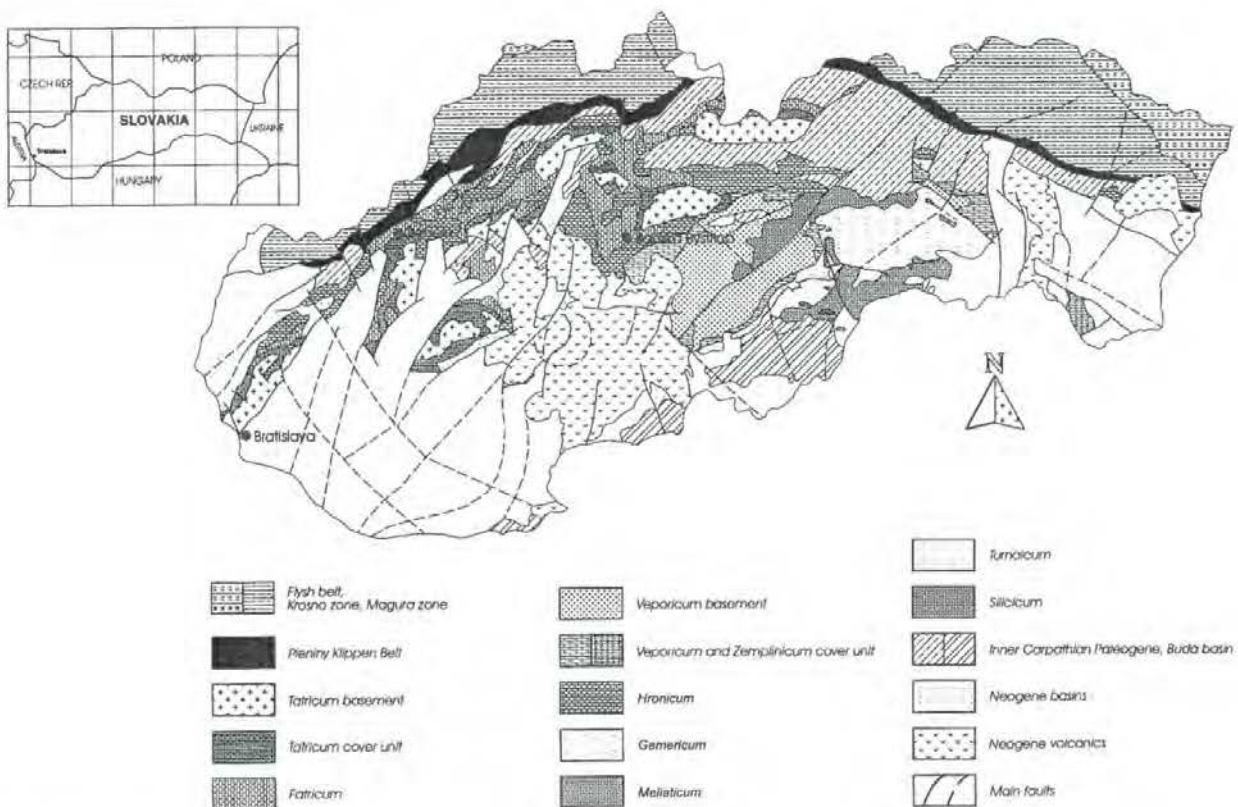 POLAND
CZECH REP.
SLOVAKIA
UKRAINE
AUSTRIA
Bratislava
HUNGARY
Bratislava
N
Flysh belt,
Krosno zone, Magura zone
Pieniny Klippen Belt
Tatricum basement
Tatricum cover unit
Fatricum
Veporicum basement
Veporicum and Zemplinicum cover unit
Hronicum
Gemericum
Meliaticum
Turnaicum
Silicicum
Inner Carpathian Paleogene, Buda basin
Neogene basins
Neogene volcanics
Main faults